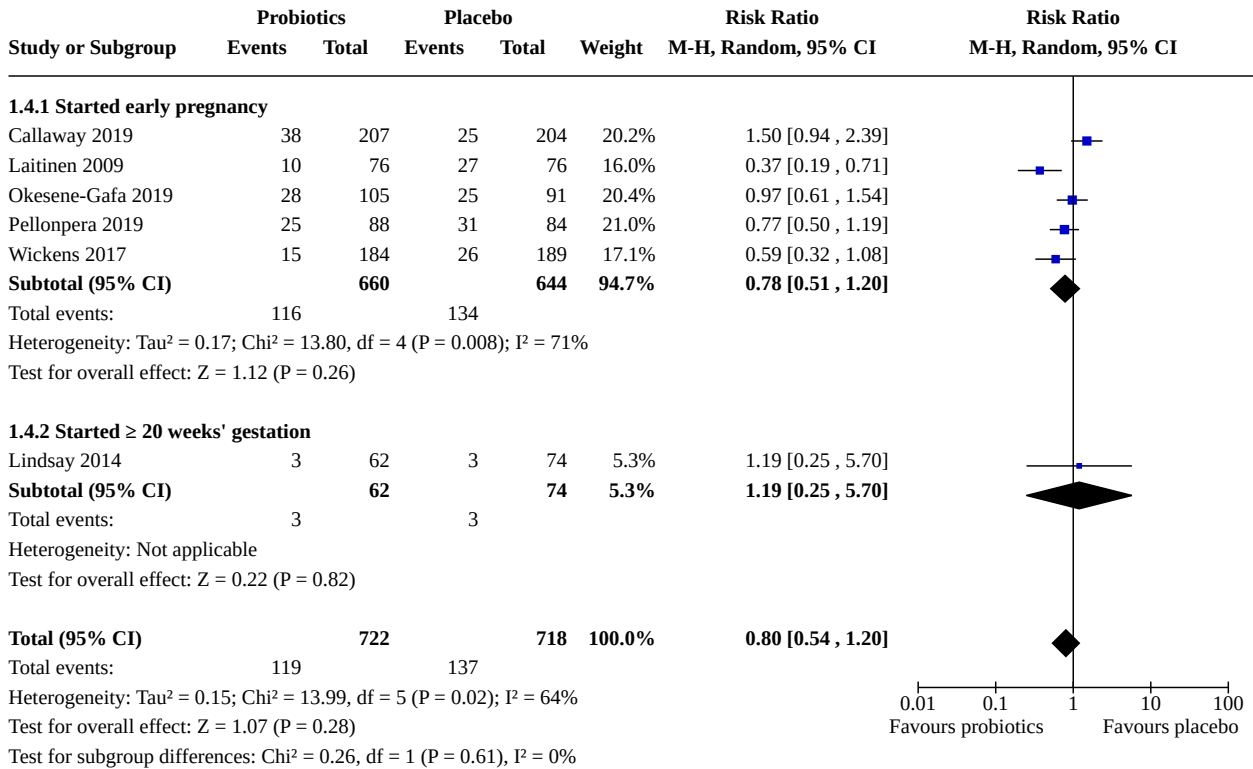 Probiotics Placebo Risk Ratio Risk Ratio
Study or Subgroup Events Total Events Total Weight M-H, Random, 95% CI M-H, Random, 95% CI
1.4.1 Started early pregnancy
Callaway 2019 38 207 25 204 20.2% 1.50 [0.94 , 2.39]
Laitinen 2009 10 76 27 76 16.0% 0.37 [0.19 , 0.71]
Okesene-Gafa 2019 28 105 25 91 20.4% 0.97 [0.61 , 1.54]
Pellonpera 2019 25 88 31 84 21.0% 0.77 [0.50 , 1.19]
Wickens 2017 15 184 26 189 17.1% 0.59 [0.32 , 1.08]
Subtotal (95% CI) 660 644 94.7% 0.78 [0.51 , 1.20]
Total events: 116 134
Heterogeneity: Tau² = 0.17; Chi² = 13.80, df = 4 (P = 0.008); I² = 71%
Test for overall effect: Z = 1.12 (P = 0.26)
1.4.2 Started ≥ 20 weeks' gestation
Lindsay 2014 3 62 3 74 5.3% 1.19 [0.25 , 5.70]
Subtotal (95% CI) 62 74 5.3% 1.19 [0.25 , 5.70]
Total events: 3 3
Heterogeneity: Not applicable
Test for overall effect: Z = 0.22 (P = 0.82)
Total (95% CI) 722 718 100.0% 0.80 [0.54 , 1.20]
Total events: 119 137
Heterogeneity: Tau² = 0.15; Chi² = 13.99, df = 5 (P = 0.02); I² = 64%
Test for overall effect: Z = 1.07 (P = 0.28)
Test for subgroup differences: Chi² = 0.26, df = 1 (P = 0.61), I² = 0%
0.01 0.1 1 10 100
Favours probiotics Favours placebo